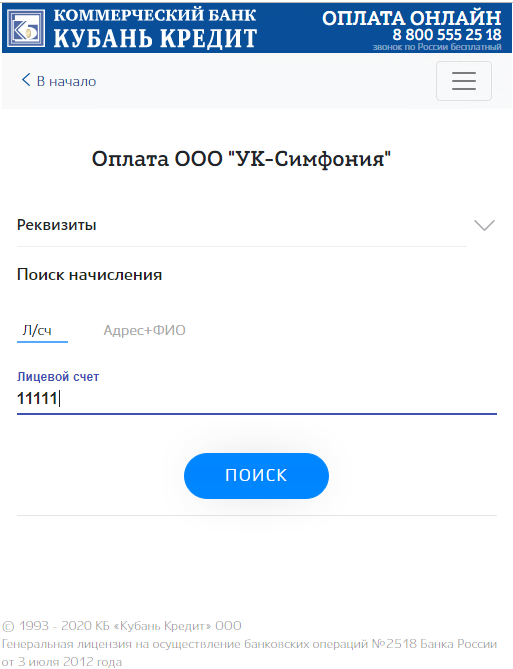 КОММЕРЧЕСКИЙ БАНК
КУБАНЬ КРЕДИТ
ОПЛАТА ОНЛАЙН
8 800 555 25 18
звонок по России бесплатный
В начало
Оплата ООО "УК-Симфония"
Реквизиты
Поиск начисления
Л/сч Адрес+ФИО
Лицевой счет
11111
ПОИСК
© 1993 - 2020 КБ «Кубань Кредит» ООО
Генеральная лицензия на осуществление банковских операций №2518 Банка России
от 3 июля 2012 года